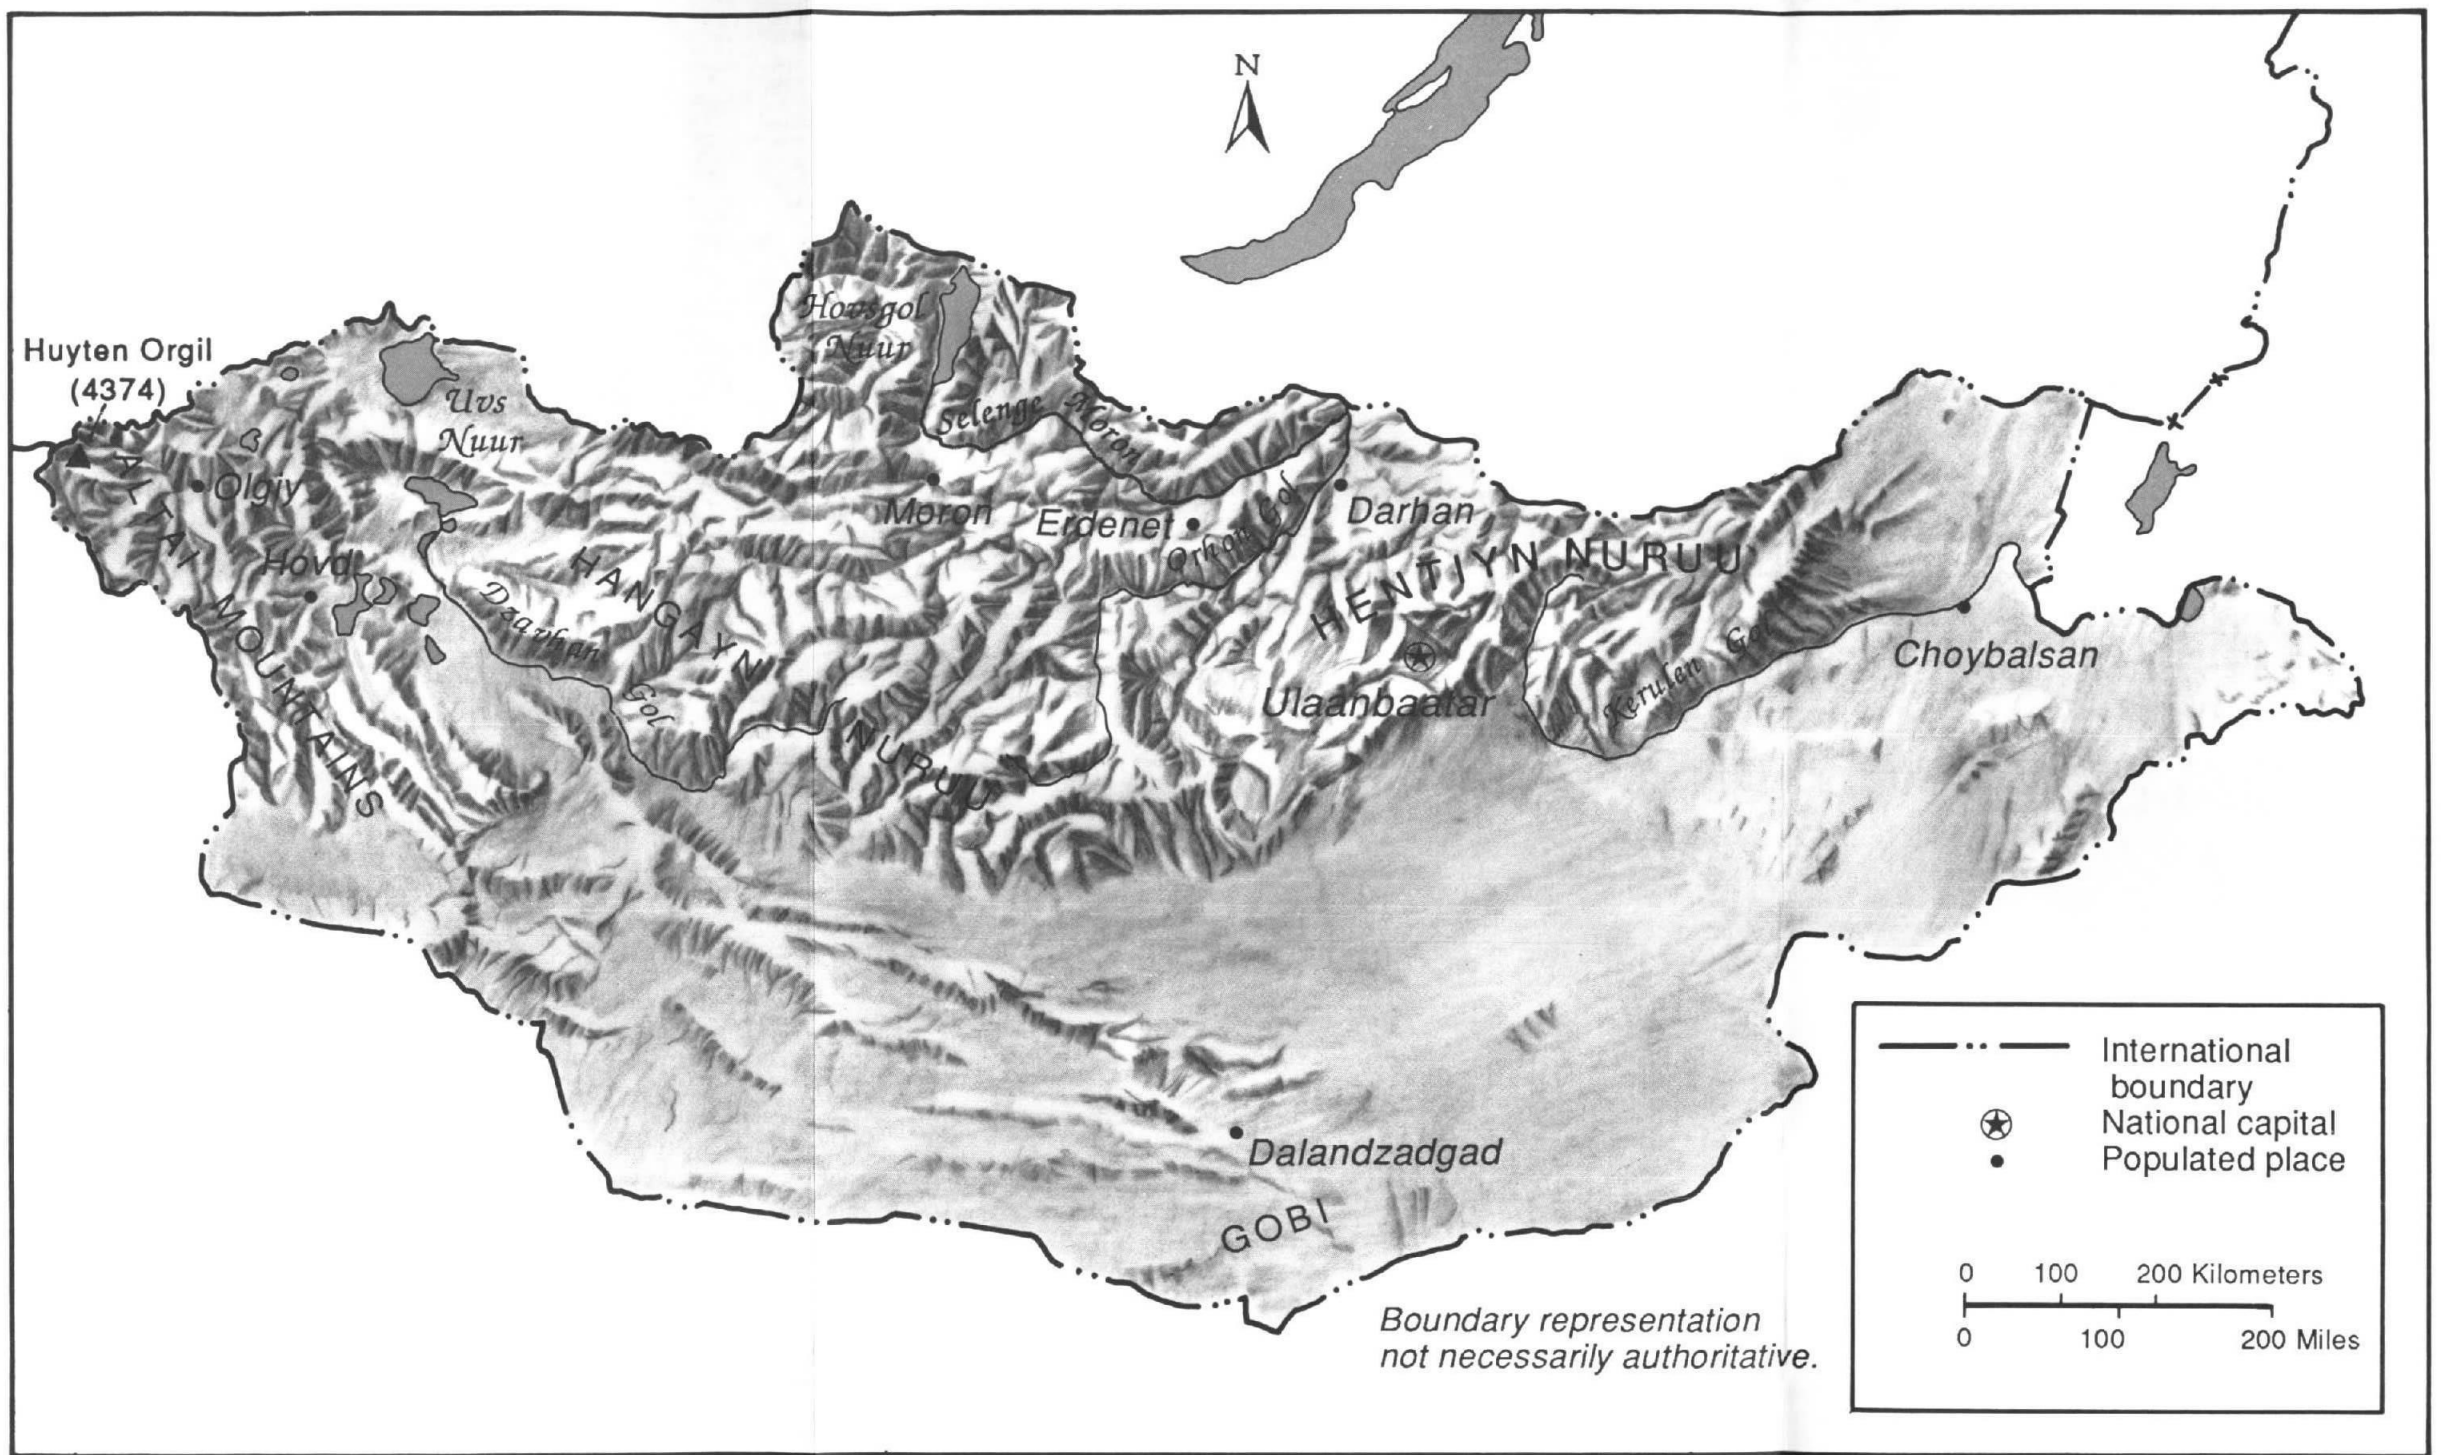 N
Huyten Orgil
(4374)
Hovsgol
Nuur
Uvs
Nuur
Selenge Moron
ALTAI MOUNTAINS
Olgiy
Moron
Erdenet
Orhon Gol
Darhan
Hovd
HANGAYN NURUU
HENTIYN NURUU
Dzavhan Gol
Ulaanbaatar
Kerulen Gol
Choybalsan
Dalandzadgad
GOBI
International
boundary
National capital
Populated place
0 100 200 Kilometers
0 100 200 Miles
Boundary representation
not necessarily authoritative.